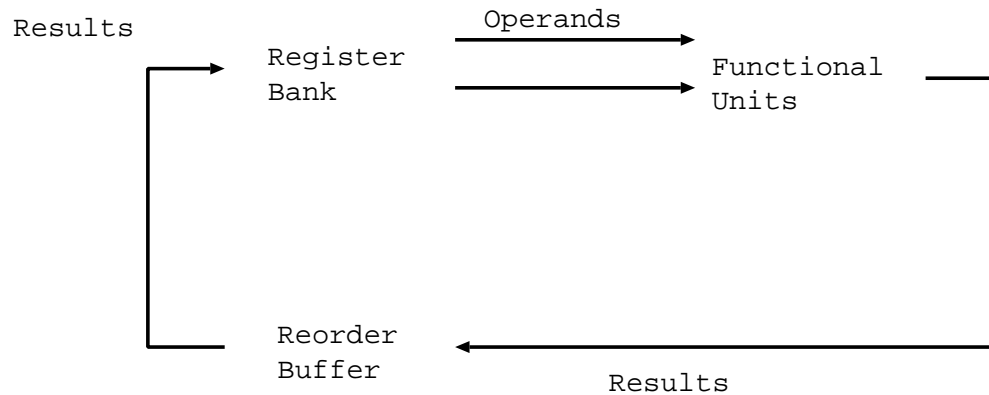 Operands
Results
Register
Bank
Functional
Units
Reorder
Buffer
Results